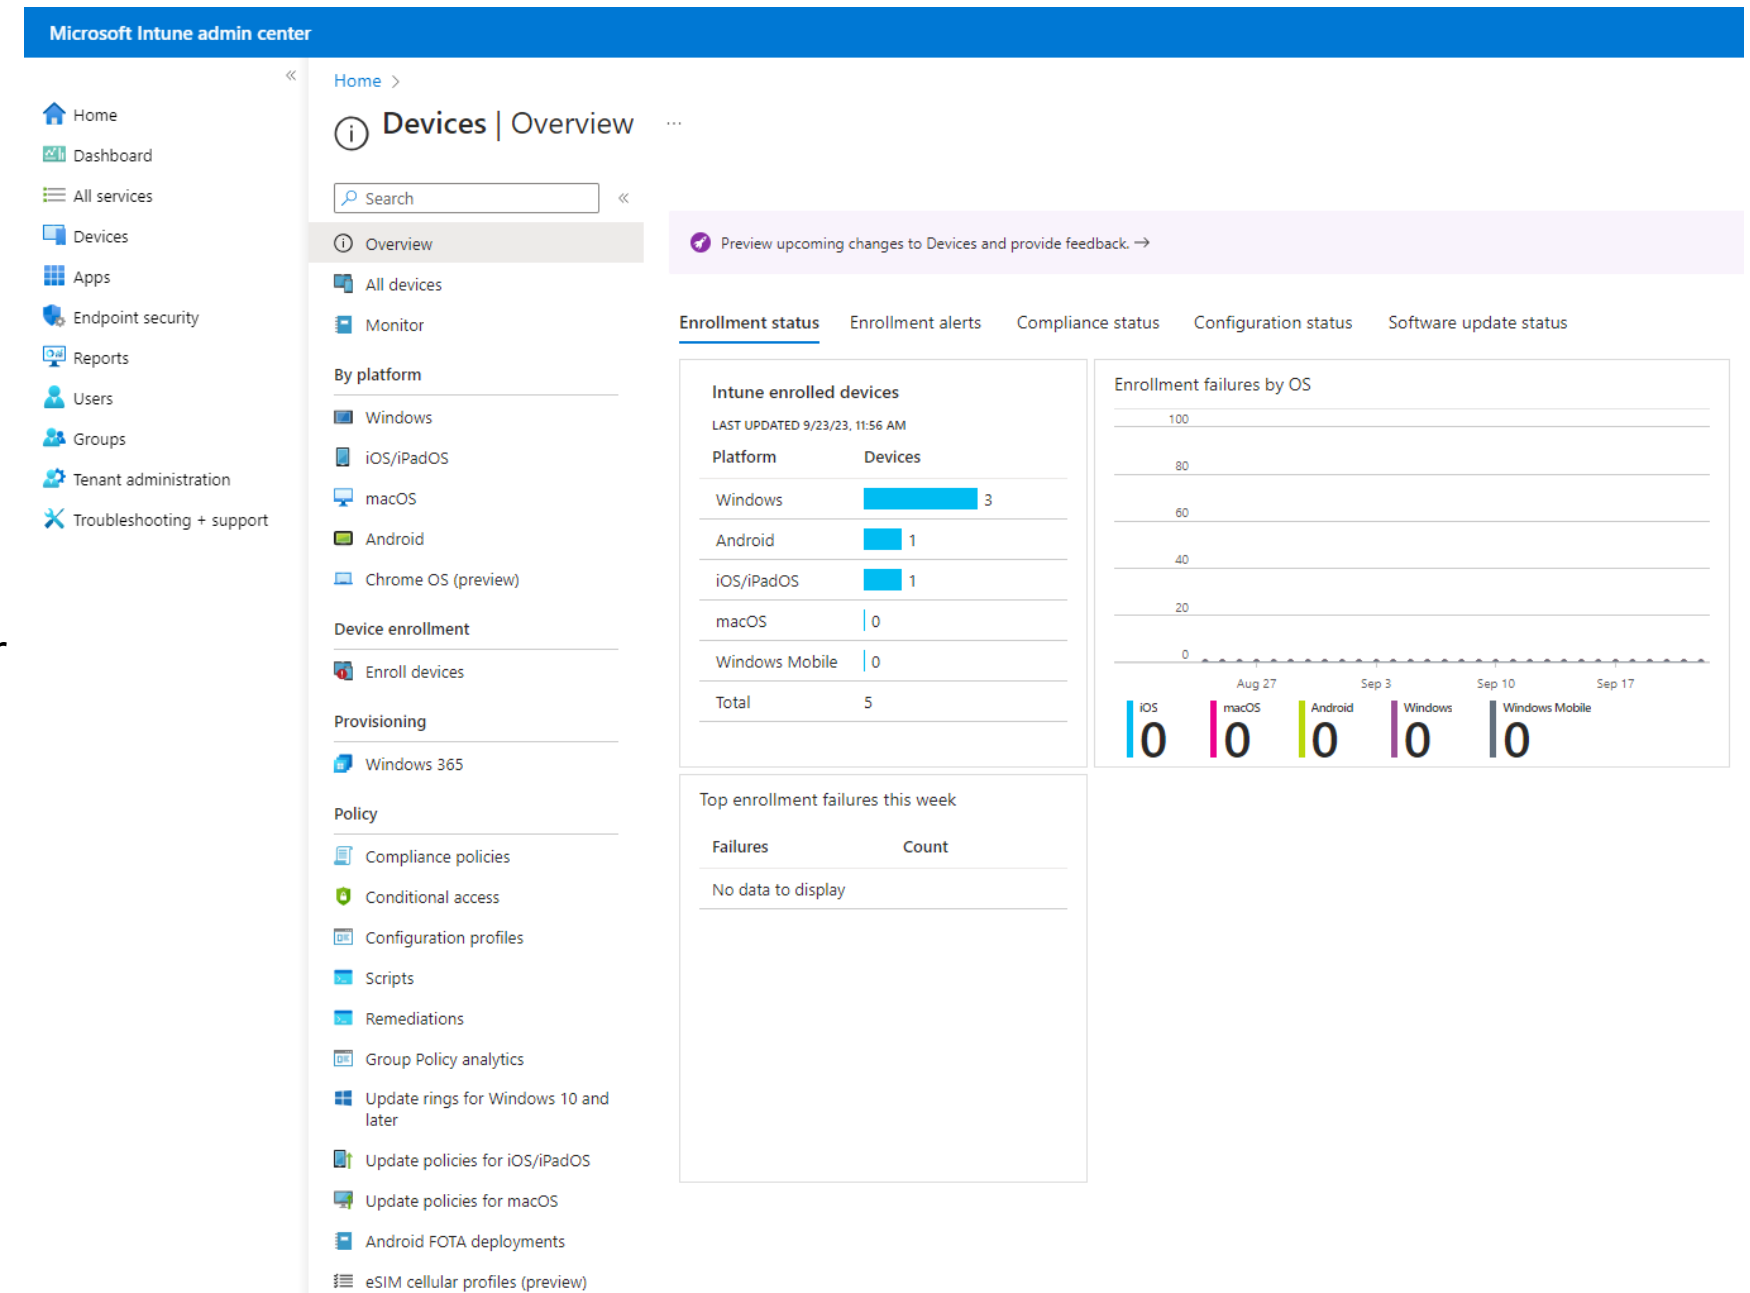 Microsoft Intune admin center
«
Home
Dashboard
All services
Devices
Apps
Endpoint security
Reports
Users
Groups
Tenant administration
Troubleshooting + support
r
Home >
Devices | Overview ...
Search «
Overview
All devices
Monitor
By platform
Windows
iOS/iPadOS
macOS
Android
Chrome OS (preview)
Device enrollment
Enroll devices
Provisioning
Windows 365
Policy
Compliance policies
Conditional access
Configuration profiles
Scripts
Remediations
Group Policy analytics
Update rings for Windows 10 and
later
Update policies for iOS/iPadOS
Update policies for macOS
Android FOTA deployments
eSIM cellular profiles (preview)
Preview upcoming changes to Devices and provide feedback. →
Enrollment status Enrollment alerts Compliance status Configuration status Software update status
Intune enrolled devices
LAST UPDATED 9/23/23, 11:56 AM
Platform Devices
Windows 3
Android 1
iOS/iPadOS 1
macOS 0
Windows Mobile 0
Total 5
Enrollment failures by OS
100
80
60
40
20
0
Aug 27 Sep 3 Sep 10 Sep 17
iOS macOS Android Windows Windows Mobile
0 0 0 0 0
Top enrollment failures this week
Failures Count
No data to display